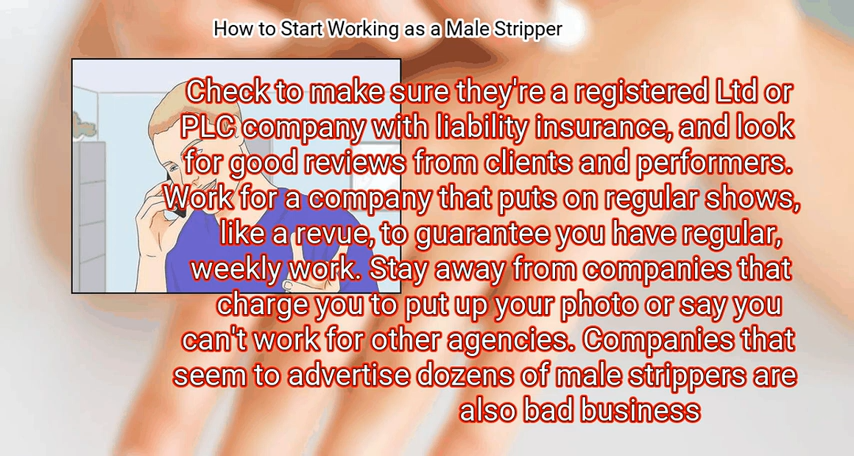 How to Start Working as a Male Stripper
Check to make sure they're a registered Ltd or
PLC company with liability insurance, and look
for good reviews from clients and performers.
Work for a company that puts on regular shows,
like a revue, to guarantee you have regular,
weekly work. Stay away from companies that
charge you to put up your photo or say you
can't work for other agencies. Companies that
seem to advertise dozens of male strippers are
also bad business